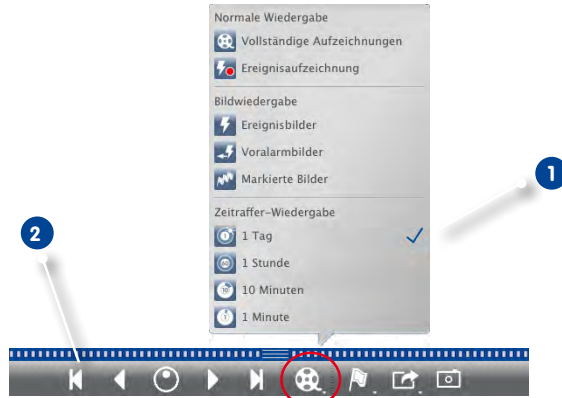 Normale Wiedergabe
Vollständige Aufzeichnungen
Ereignisaufzeichnung
Bildwiedergabe
Ereignisbilder
Voralarmbilder
Markierte Bilder
Zeitraffer-Wiedergabe
1 Tag
1 Stunde
10 Minuten
1 Minute
1
2